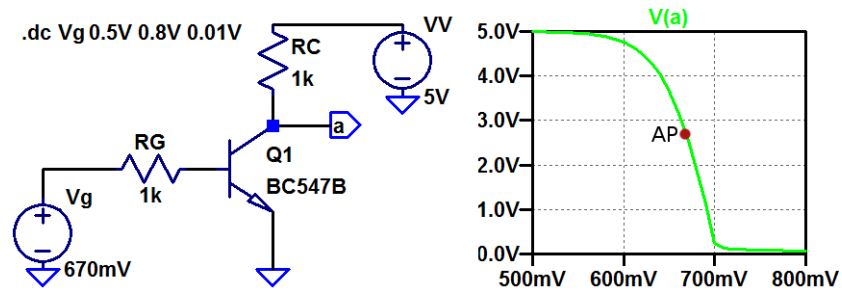 .dc Vg 0.5V 0.8V 0.01V
VV
RC
1k
5V
a
RG
1k
Q1
BC547B
Vg
670mV
V(a)
5.0V
4.0V
3.0V
2.0V
1.0V
0.0V
AP
500mV 600mV 700mV 800mV